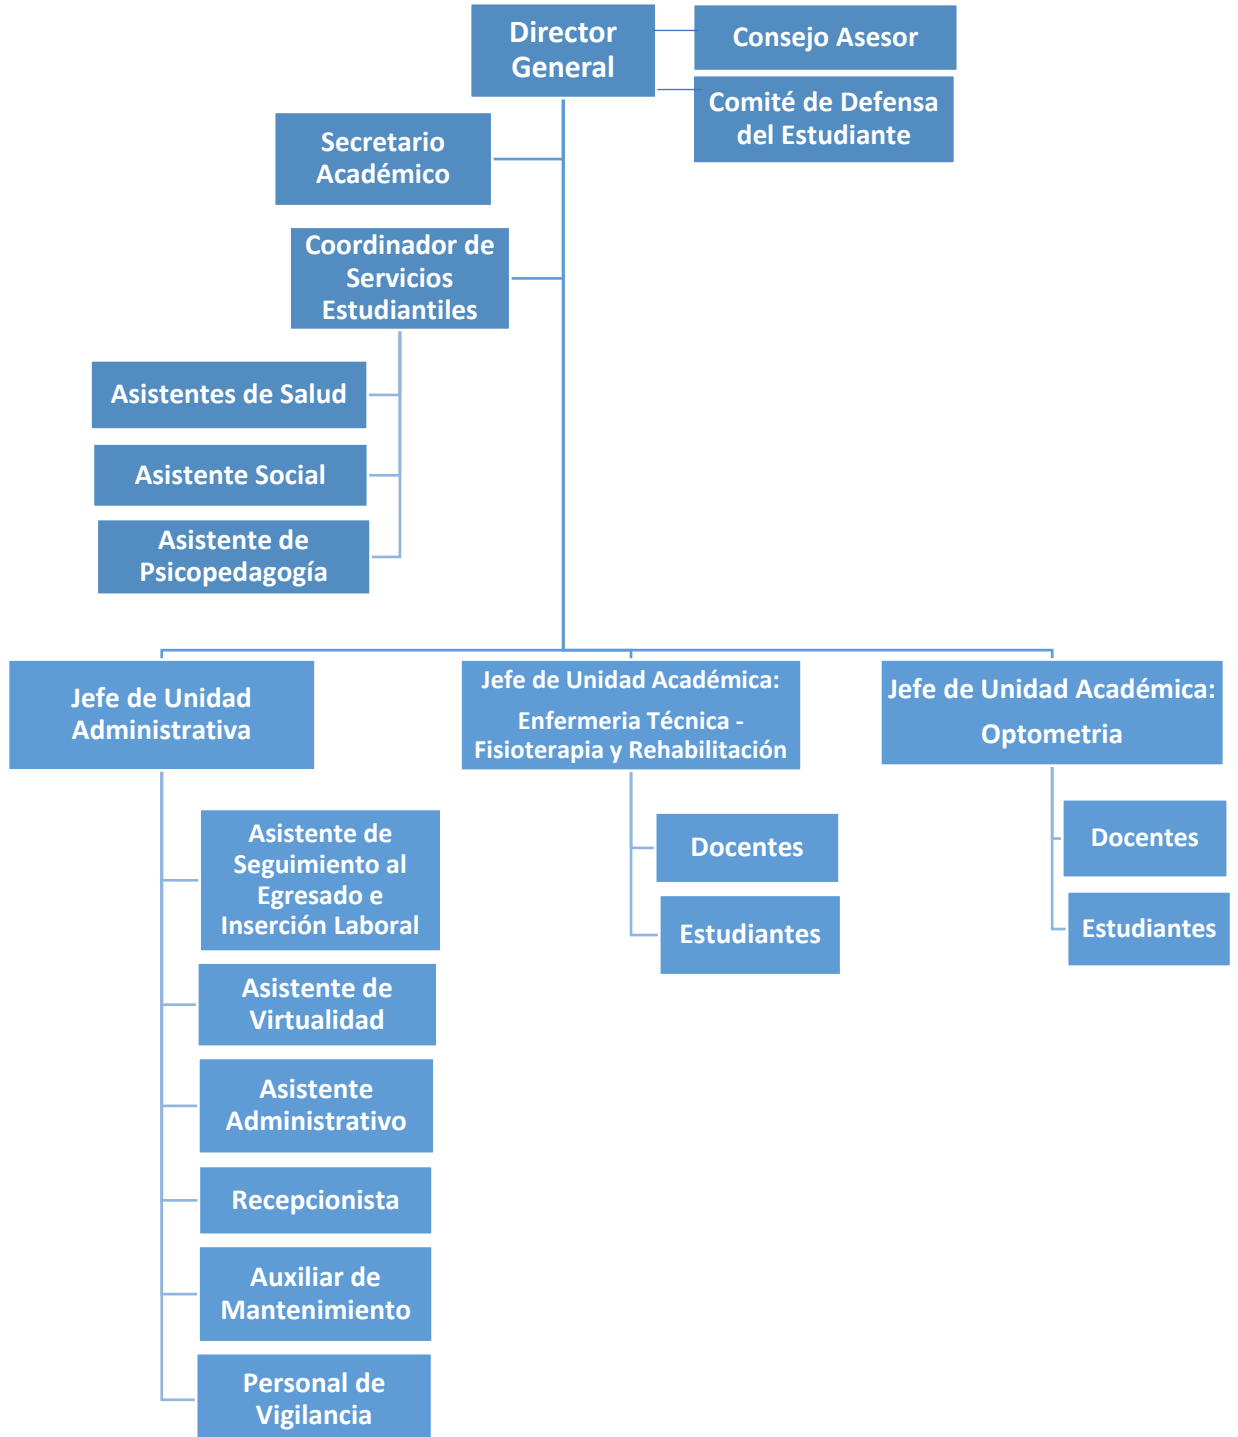 Director
General
Consejo Asesor
Comité de Defensa
del Estudiante
Secretario
Académico
Coordinador de
Servicios
Estudiantiles
Asistentes de Salud
Asistente Social
Asistente de
Psicopedagogía
Jefe de Unidad
Administrativa
Jefe de Unidad Académica:
Enfermeria Técnica -
Fisioterapia y Rehabilitación
Jefe de Unidad Académica:
Optometria
Asistente de
Seguimiento al
Egresado e
Inserción Laboral
Asistente de
Virtualidad
Asistente
Administrativo
Recepcionista
Auxiliar de
Mantenimiento
Personal de
Vigilancia
Docentes
Estudiantes
Docentes
Estudiantes